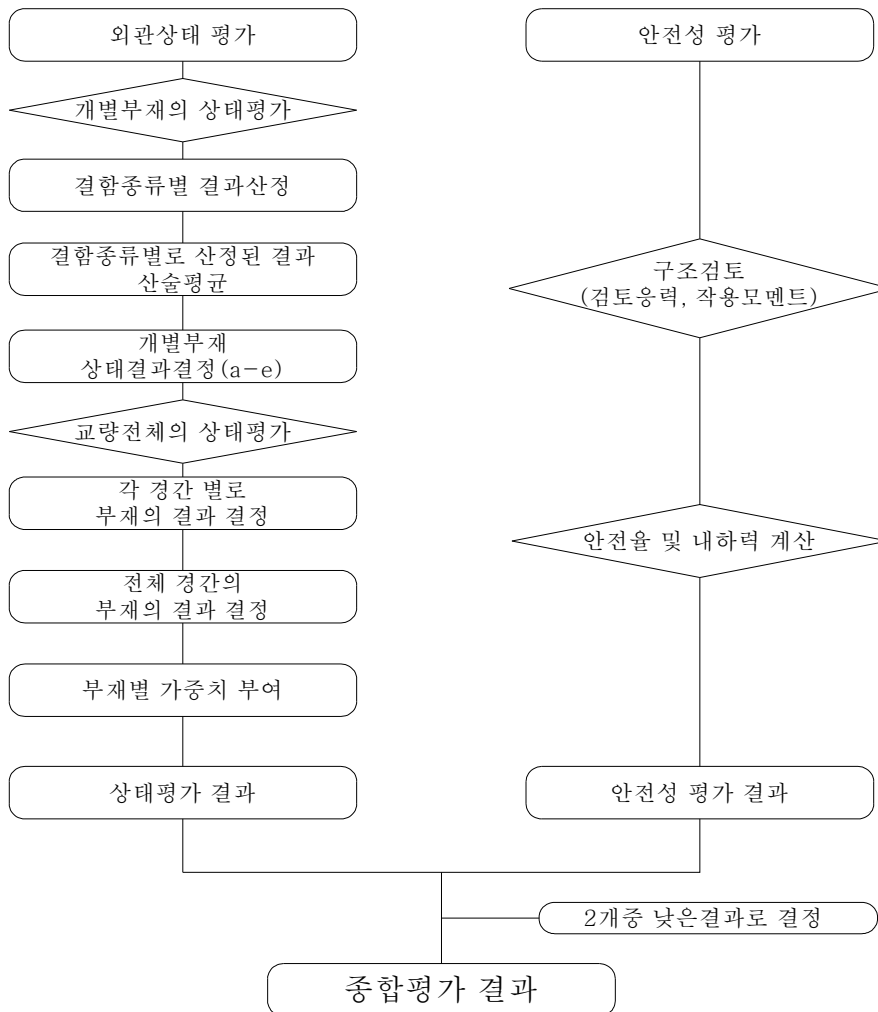 외관상태 평가
개별부재의 상태평가
결함종류별 결과산정
결함종류별로 산정된 결과
산술평균
개별부재
상태결과결정(a-e)
교량전체의 상태평가
각 경간 별로
부재의 결과 결정
전체 경간의
부재의 결과 결정
부재별 가중치 부여
상태평가 결과
안전성 평가
구조검토
(검토응력, 작용모멘트)
안전율 및 내하력 계산
안전성 평가 결과
2개중 낮은결과로 결정
종합평가 결과